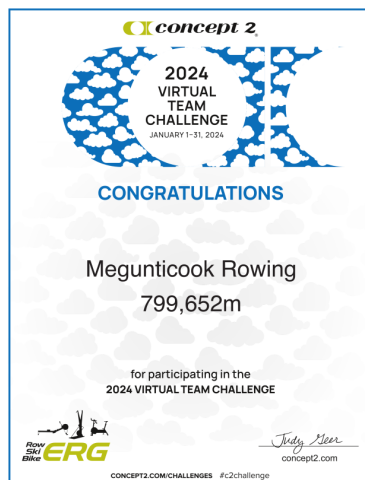 concept 2
2024
VIRTUAL
TEAM
CHALLENGE
JANUARY 1-31, 2024
CONGRATULATIONS
Megunticook Rowing
799,652m
for participating in the
2024 VIRTUAL TEAM CHALLENGE
Row
Ski
Bike ERG
Judy Geer
concept2.com
CONCEPT2.COM/CHALLENGES #c2challenge